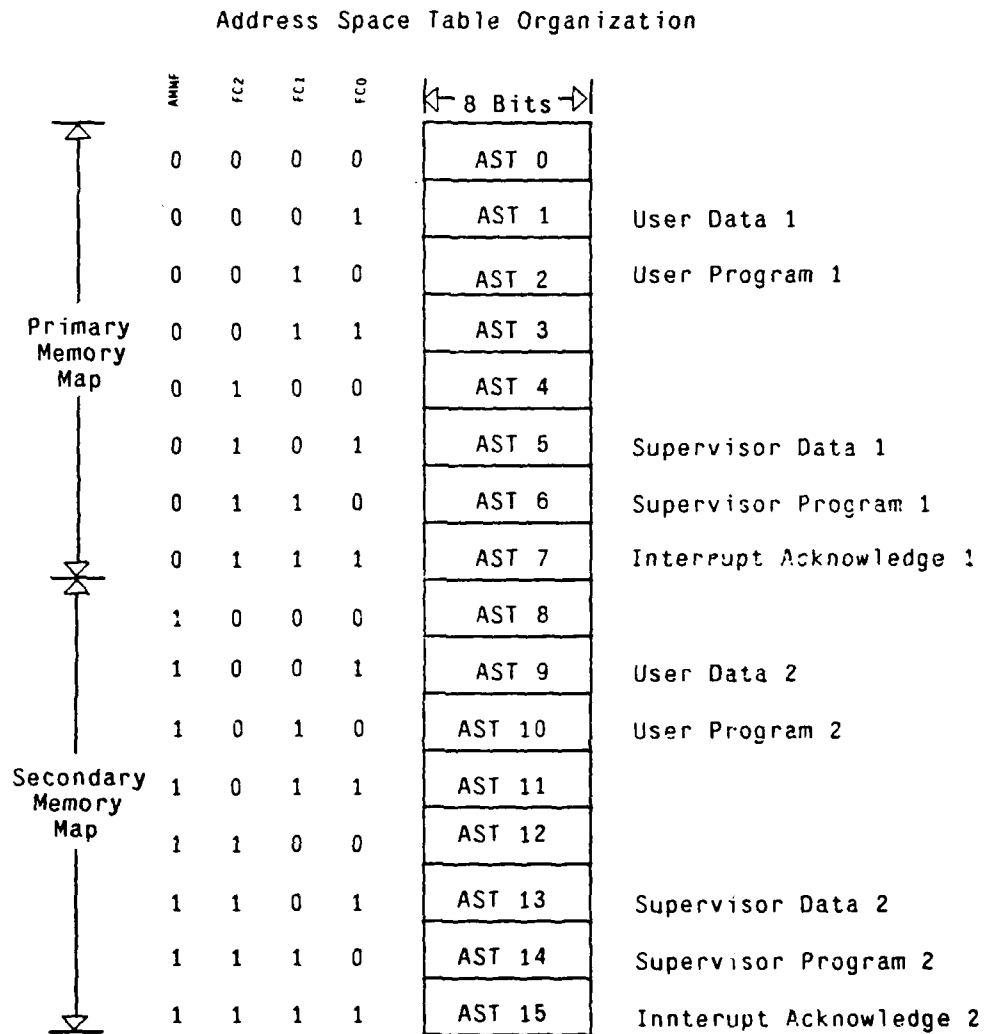 Address Space Table Organization
AMMF FC2 FC1 FC0 8 Bits
0 0 0 0 AST 0
0 0 0 1 AST 1 User Data 1
0 0 1 0 AST 2 User Program 1
Primary
Memory
Map
0 0 1 1 AST 3
0 1 0 0 AST 4
0 1 0 1 AST 5 Supervisor Data 1
0 1 1 0 AST 6 Supervisor Program 1
0 1 1 1 AST 7 Interrupt Acknowledge 1
1 0 0 0 AST 8
1 0 0 1 AST 9 User Data 2
1 0 1 0 AST 10 User Program 2
Secondary
Memory
Map
1 0 1 1 AST 11
1 1 0 0 AST 12
1 1 0 1 AST 13 Supervisor Data 2
1 1 1 0 AST 14 Supervisor Program 2
1 1 1 1 AST 15 Innterupt Acknowledge 2